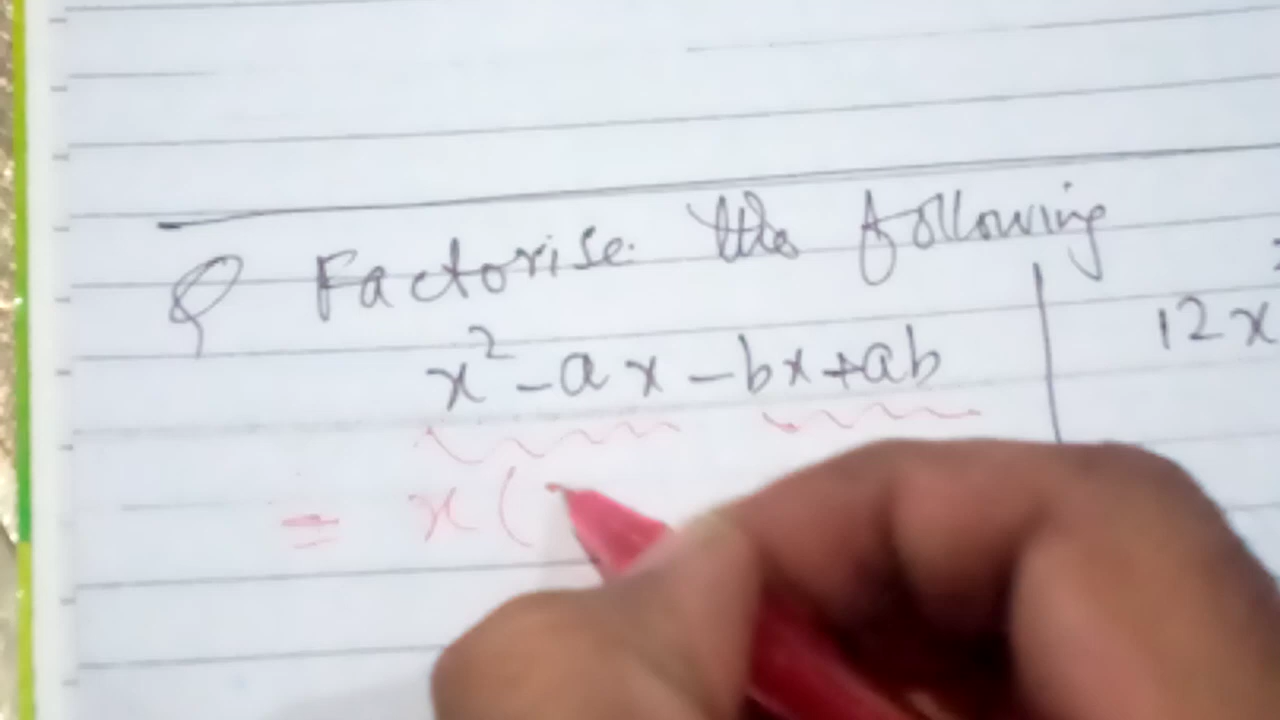 Q Factorise the following
x² - ax - bx + ab
12x
= x(